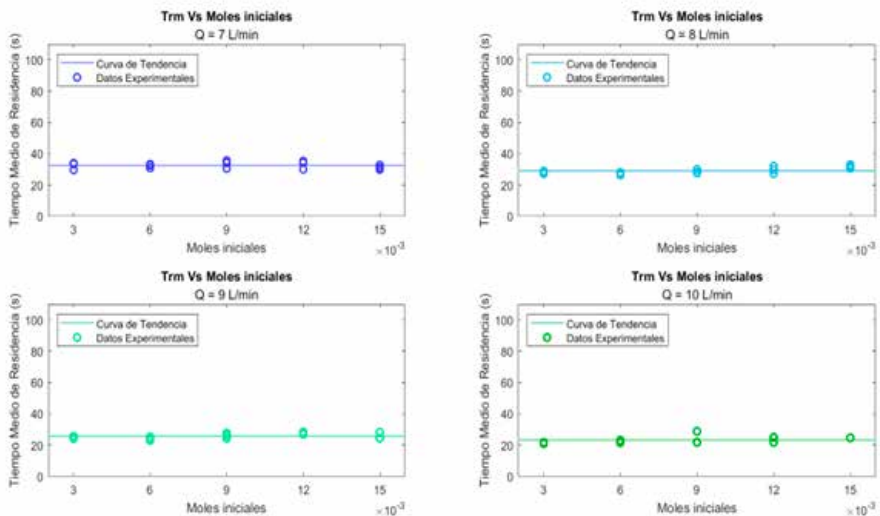 Trm Vs Moles iniciales
Q = 7 L/min
Tiempo Medio de Residencia (s)
100
80
60
40
20
0
Curva de Tendencia
Datos Experimentales
3 6 9 12 15
×10⁻³
Moles iniciales
Trm Vs Moles iniciales
Q = 8 L/min
Tiempo Medio de Residencia (s)
100
80
60
40
20
0
Curva de Tendencia
Datos Experimentales
3 6 9 12 15
×10⁻³
Moles iniciales
Trm Vs Moles iniciales
Q = 9 L/min
Tiempo Medio de Residencia (s)
100
80
60
40
20
0
Curva de Tendencia
Datos Experimentales
3 6 9 12 15
×10⁻³
Moles iniciales
Trm Vs Moles iniciales
Q = 10 L/min
Tiempo Medio de Residencia (s)
100
80
60
40
20
0
Curva de Tendencia
Datos Experimentales
3 6 9 12 15
×10⁻³
Moles iniciales